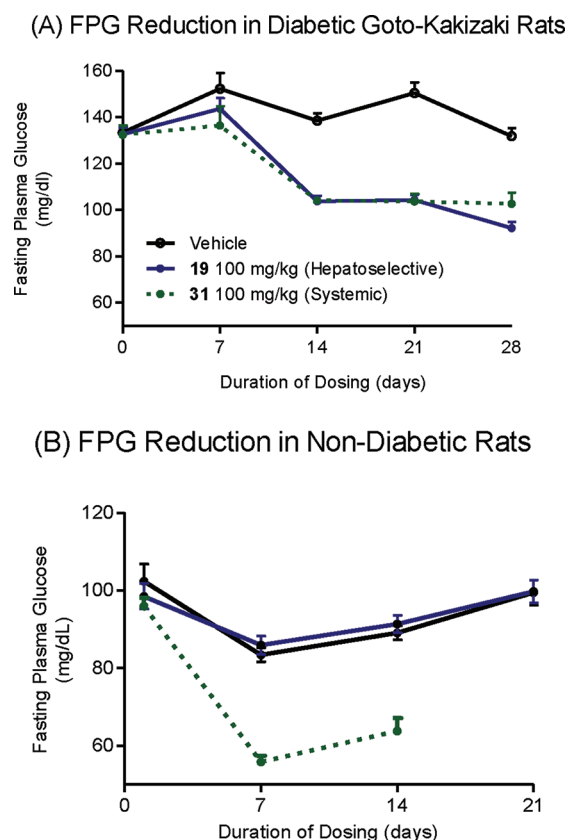 (A) FPG Reduction in Diabetic Goto-Kakizaki Rats
160
140
120
100
80
60
Fasting Plasma Glucose
(mg/dl)
Vehicle
19 100 mg/kg (Hepatoselective)
31 100 mg/kg (Systemic)
0 7 14 21 28
Duration of Dosing (days)
(B) FPG Reduction in Non-Diabetic Rats
120
100
80
60
Fasting Plasma Glucose
(mg/dL)
0 7 14 21
Duration of Dosing (days)